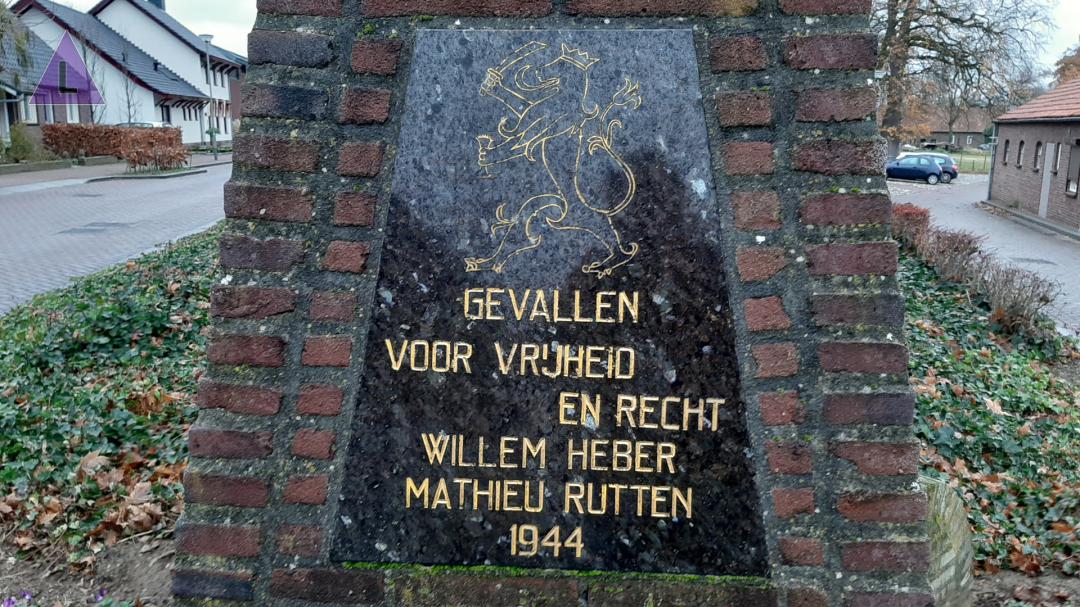 L
GEVALLEN
VOOR VRIJHEID
EN RECHT
WILLEM HEBER
MATHIEU RUTTEN
1944